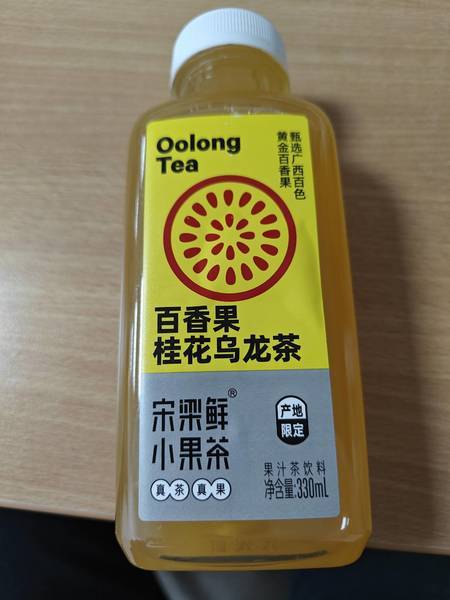 Oolong
Tea
甄选广西百色
黄金百香果
百香果
桂花乌龙茶
宋梁鲜®
小果茶
真茶真果
产地
限定
果汁茶饮料
净含量:330mL